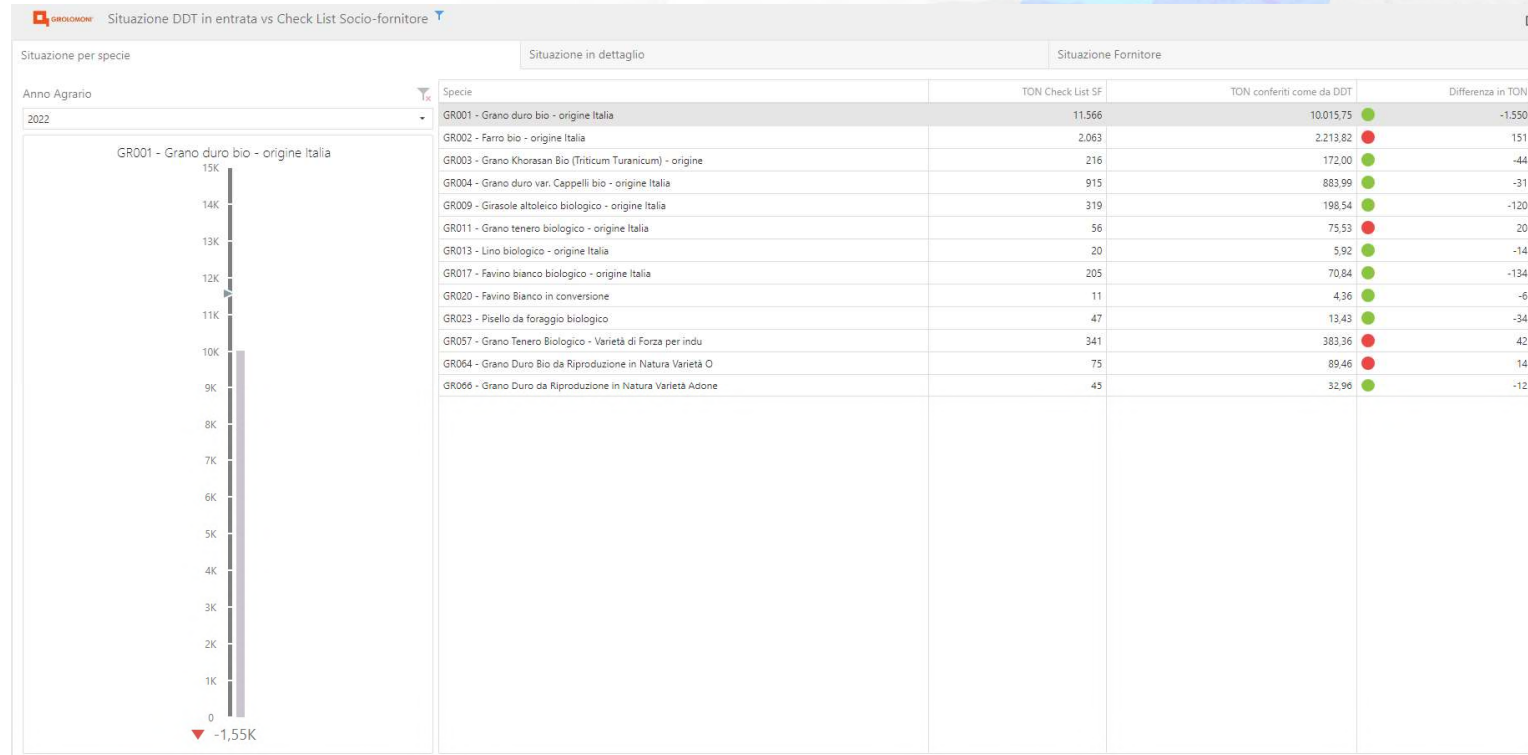 GIROLOMONI Situazione DDT in entrata vs Check List Socio-fornitore
Situazione per specie
Situazione in dettaglio
Situazione Fornitore
Anno Agrario
2022
GR001 - Grano duro bio - origine Italia
15K
14K
13K
12K
11K
10K
9K
8K
7K
6K
5K
4K
3K
2K
1K
0
-1,55K
Specie TON Check List SF TON conferiti come da DDT Differenza in TON
GR001 - Grano duro bio - origine Italia 11.566 10.015,75 -1.550
GR002 - Farro bio - origine Italia 2.063 2.213,82 151
GR003 - Grano Khorasan Bio (Triticum Turanicum) - origine 216 172,00 -44
GR004 - Grano duro var. Cappelli bio - origine Italia 915 883,99 -31
GR009 - Girasole altoleico biologico - origine Italia 319 198,54 -120
GR011 - Grano tenero biologico - origine Italia 56 75,53 20
GR013 - Lino biologico - origine Italia 20 5,92 -14
GR017 - Favino bianco biologico - origine Italia 205 70,84 -134
GR020 - Favino Bianco in conversione 11 4,36 -6
GR023 - Pisello da foraggio biologico 47 13,43 -34
GR057 - Grano Tenero Biologico - Varietà di Forza per indu 341 383,36 42
GR064 - Grano Duro Bio da Riproduzione in Natura Varietà O 75 89,46 14
GR066 - Grano Duro da Riproduzione in Natura Varietà Adone 45 32,96 -12